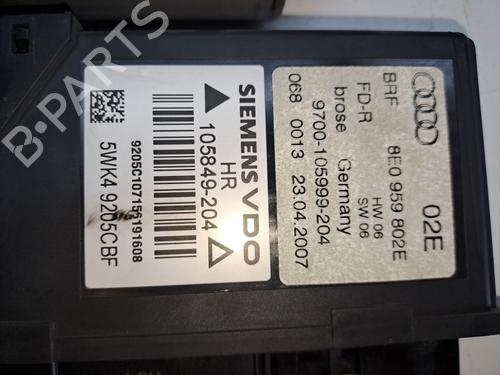 SIEMENS VDO
HR
105849-204
9205C107156191608
5WK4 9205CBF
02E
8E0 959 802E
HW 06
SW 06
BRF
FD-R
brose Germany
9700-105999-204
068 0013 23.04.2007
B-PARTS